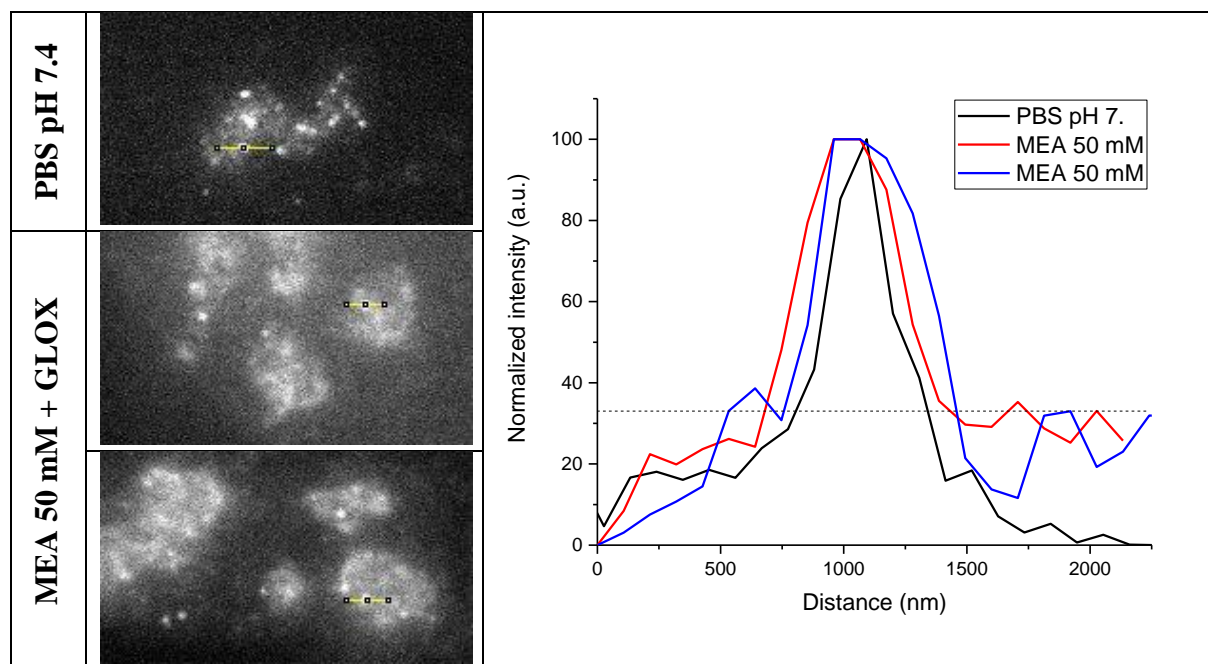 PBS pH 7.4
MEA 50 mM + GLOX
Normalized intensity (a.u.)
100
80
60
40
20
0
0
500
1000
1500
2000
Distance (nm)
PBS pH 7.
MEA 50 mM
MEA 50 mM